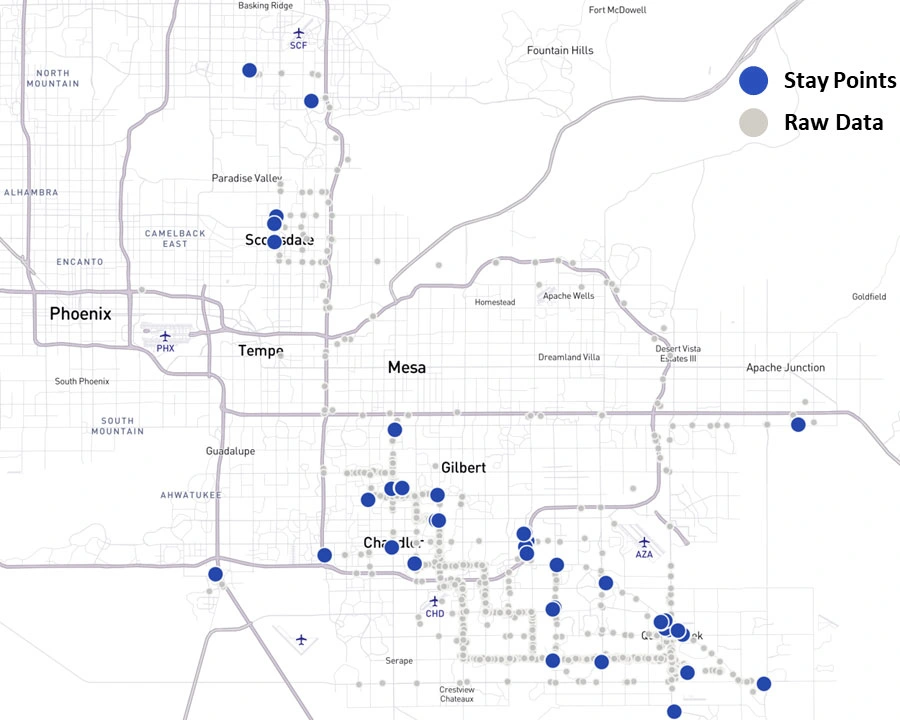 Basking Ridge
Fort McDowell
SCF
Fountain Hills
NORTH
MOUNTAIN
Stay Points
Raw Data
Paradise Valley
ALHAMBRA
CAMELBACK
EAST
Scottsdale
ENCANTO
Homestead
Apache Wells
Goldfield
Phoenix
PHX
Tempe
Desert Vista
Estates III
Dreamland Villa
Mesa
Apache Junction
South Phoenix
SOUTH
MOUNTAIN
Guadalupe
Gilbert
AHWATUKEE
Chandler
AZA
CHD
Serape
Crestview
Chateaux